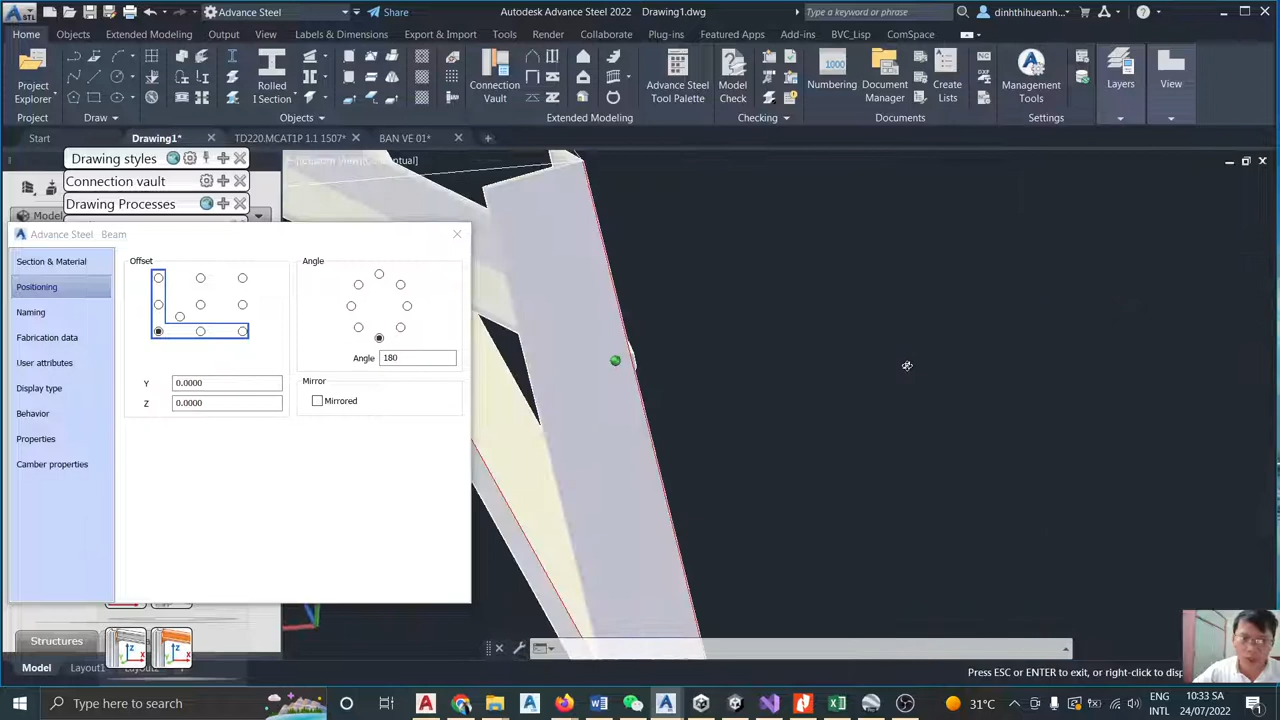 Advance Steel
Share
Autodesk Advance Steel 2022
Drawing1.dwg
Type a keyword or phrase
dinhthihueanh...
STL
Home
Objects
Extended Modeling
Output
View
Labels & Dimensions
Export & Import
Tools
Render
Collaborate
Plug-ins
Featured Apps
Add-ins
BVC_Lisp
ComSpace
Project Explorer
Rolled I Section
Connection Vault
Advance Steel Tool Palette
Model Check
Numbering
Document Manager
Create Lists
Management Tools
Layers
View
Project
Draw
Objects
Extended Modeling
Checking
Documents
Settings
Start
Drawing1*
TD220.MCAT1P 1.1 1507*
BAN VE 01*
Drawing styles
Connection vault
Drawing Processes
Model
Advance Steel Beam
Section & Material
Positioning
Naming
Fabrication data
User attributes
Display type
Behavior
Properties
Camber properties
Offset
Y 0.0000
Z 0.0000
Angle
Angle 180
Mirror
Mirrored
Structures
Model
Layout1
Press ESC or ENTER to exit, or right-click to disp
Type here to search
31°C
ENG
INTL
10:33 SA
24/07/2022